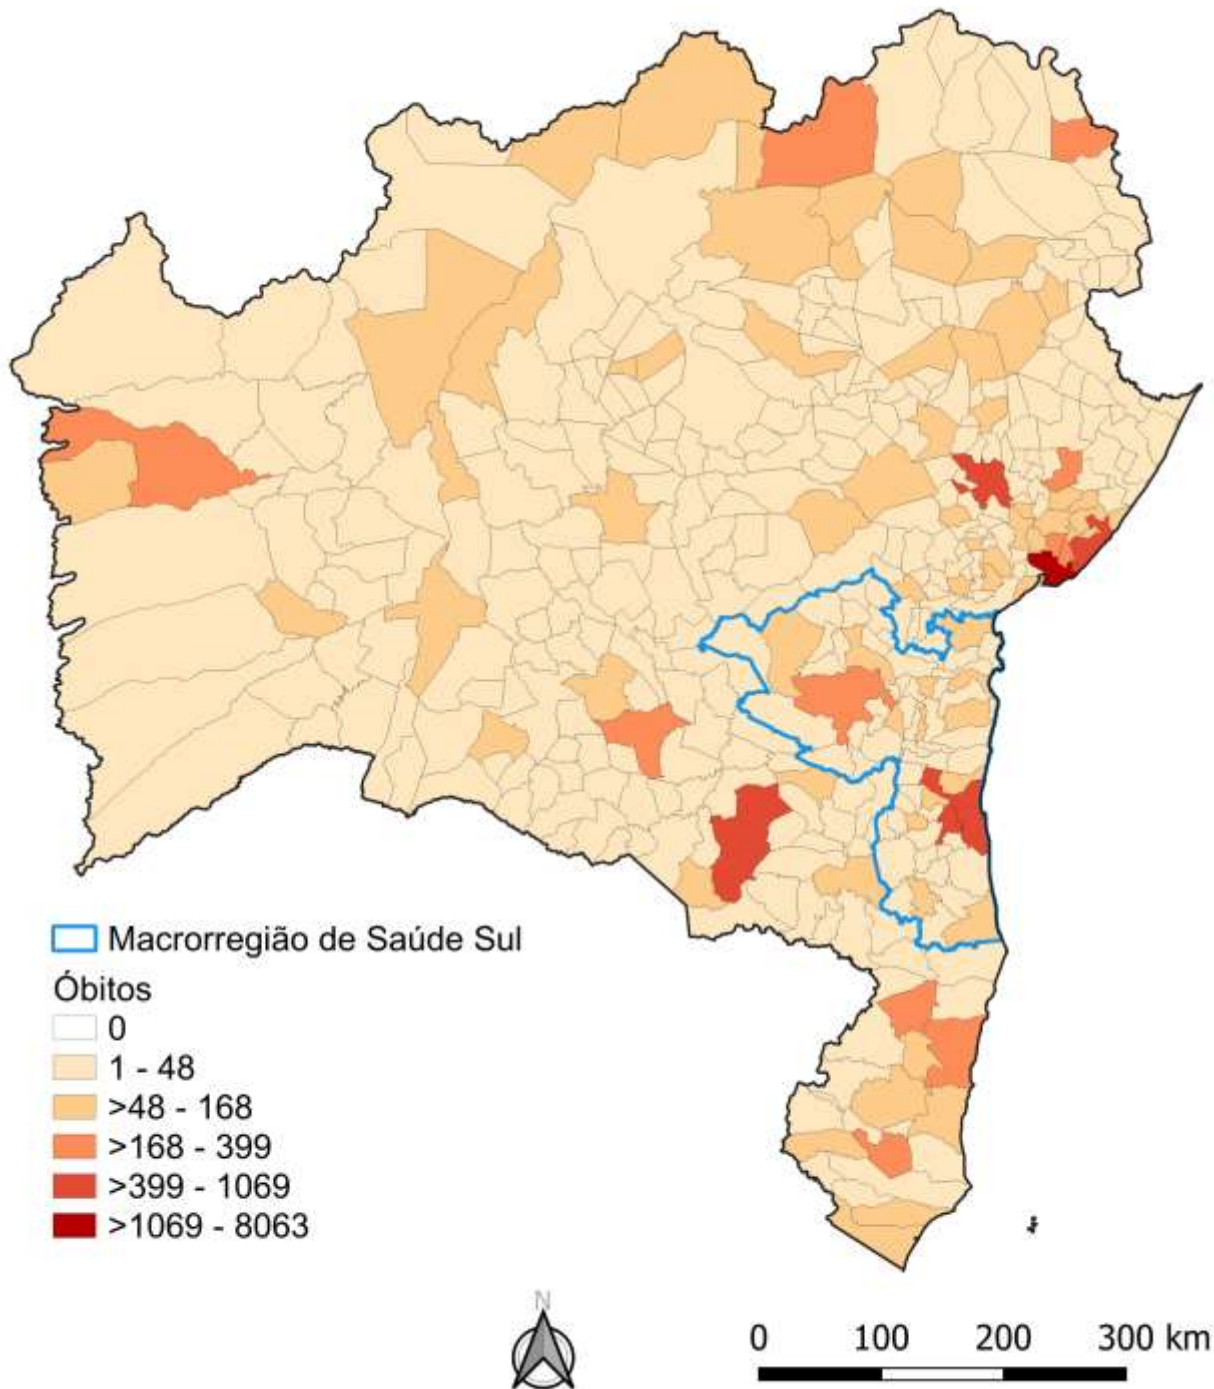 Macrorregião de Saúde Sul
Óbitos
0
1 - 48
>48 - 168
>168 - 399
>399 - 1069
>1069 - 8063
N
0 100 200 300 km